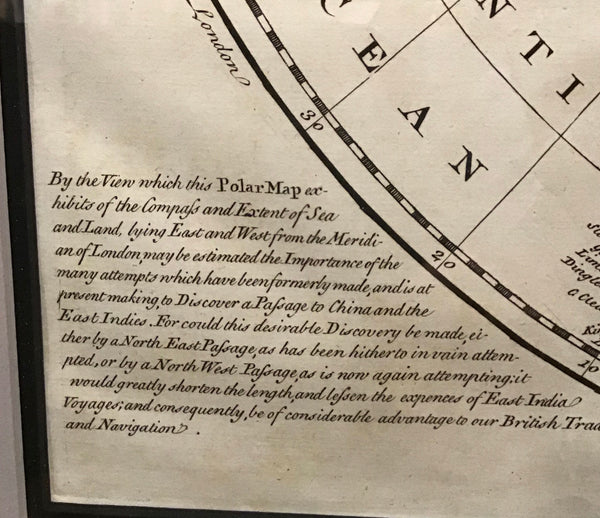 London
CEAN
NTI
30
20
10
By the View which this Polar Map ex-
hibits of the Compaſs and Extent of Sea
and Land, lying East and West from the Meridi-
an of London, may be estimated the Importance of the
many attempts which have been formerly made, and is at
present making, to Discover a Paſsage to China and the
East Indies. For could this desirable Discovery be made, ei-
ther by a North East Paſsage, as has been hitherto in vain attem-
pted, or by a North West Paſsage, as is now again attempting: it
would greatly shorten the length, and leſsen the expences of East India
Voyages; and consequently, be of considerable advantage to our British Trad
and Navigation.